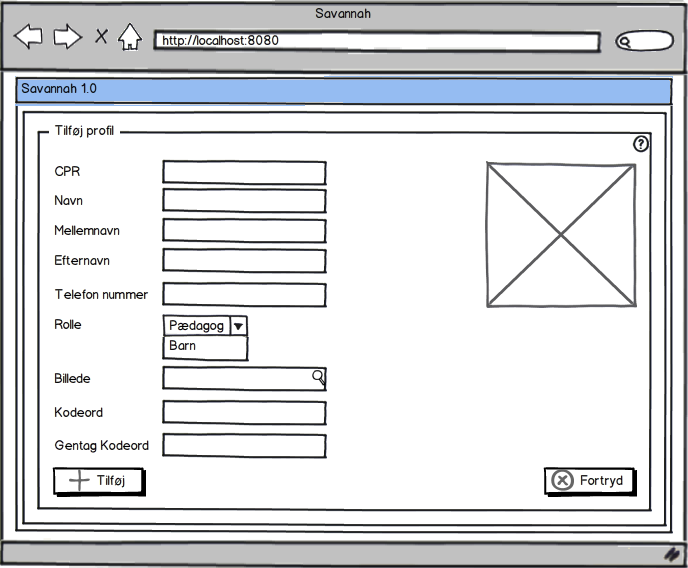 Savannah
http://localhost:8080
Savannah 1.0
Tilføj profil
?
CPR
Navn
Mellemnavn
Efternavn
Telefon nummer
Rolle
Pædagog
Barn
Billede
Kodeord
Gentag Kodeord
Tilføj
Fortryd